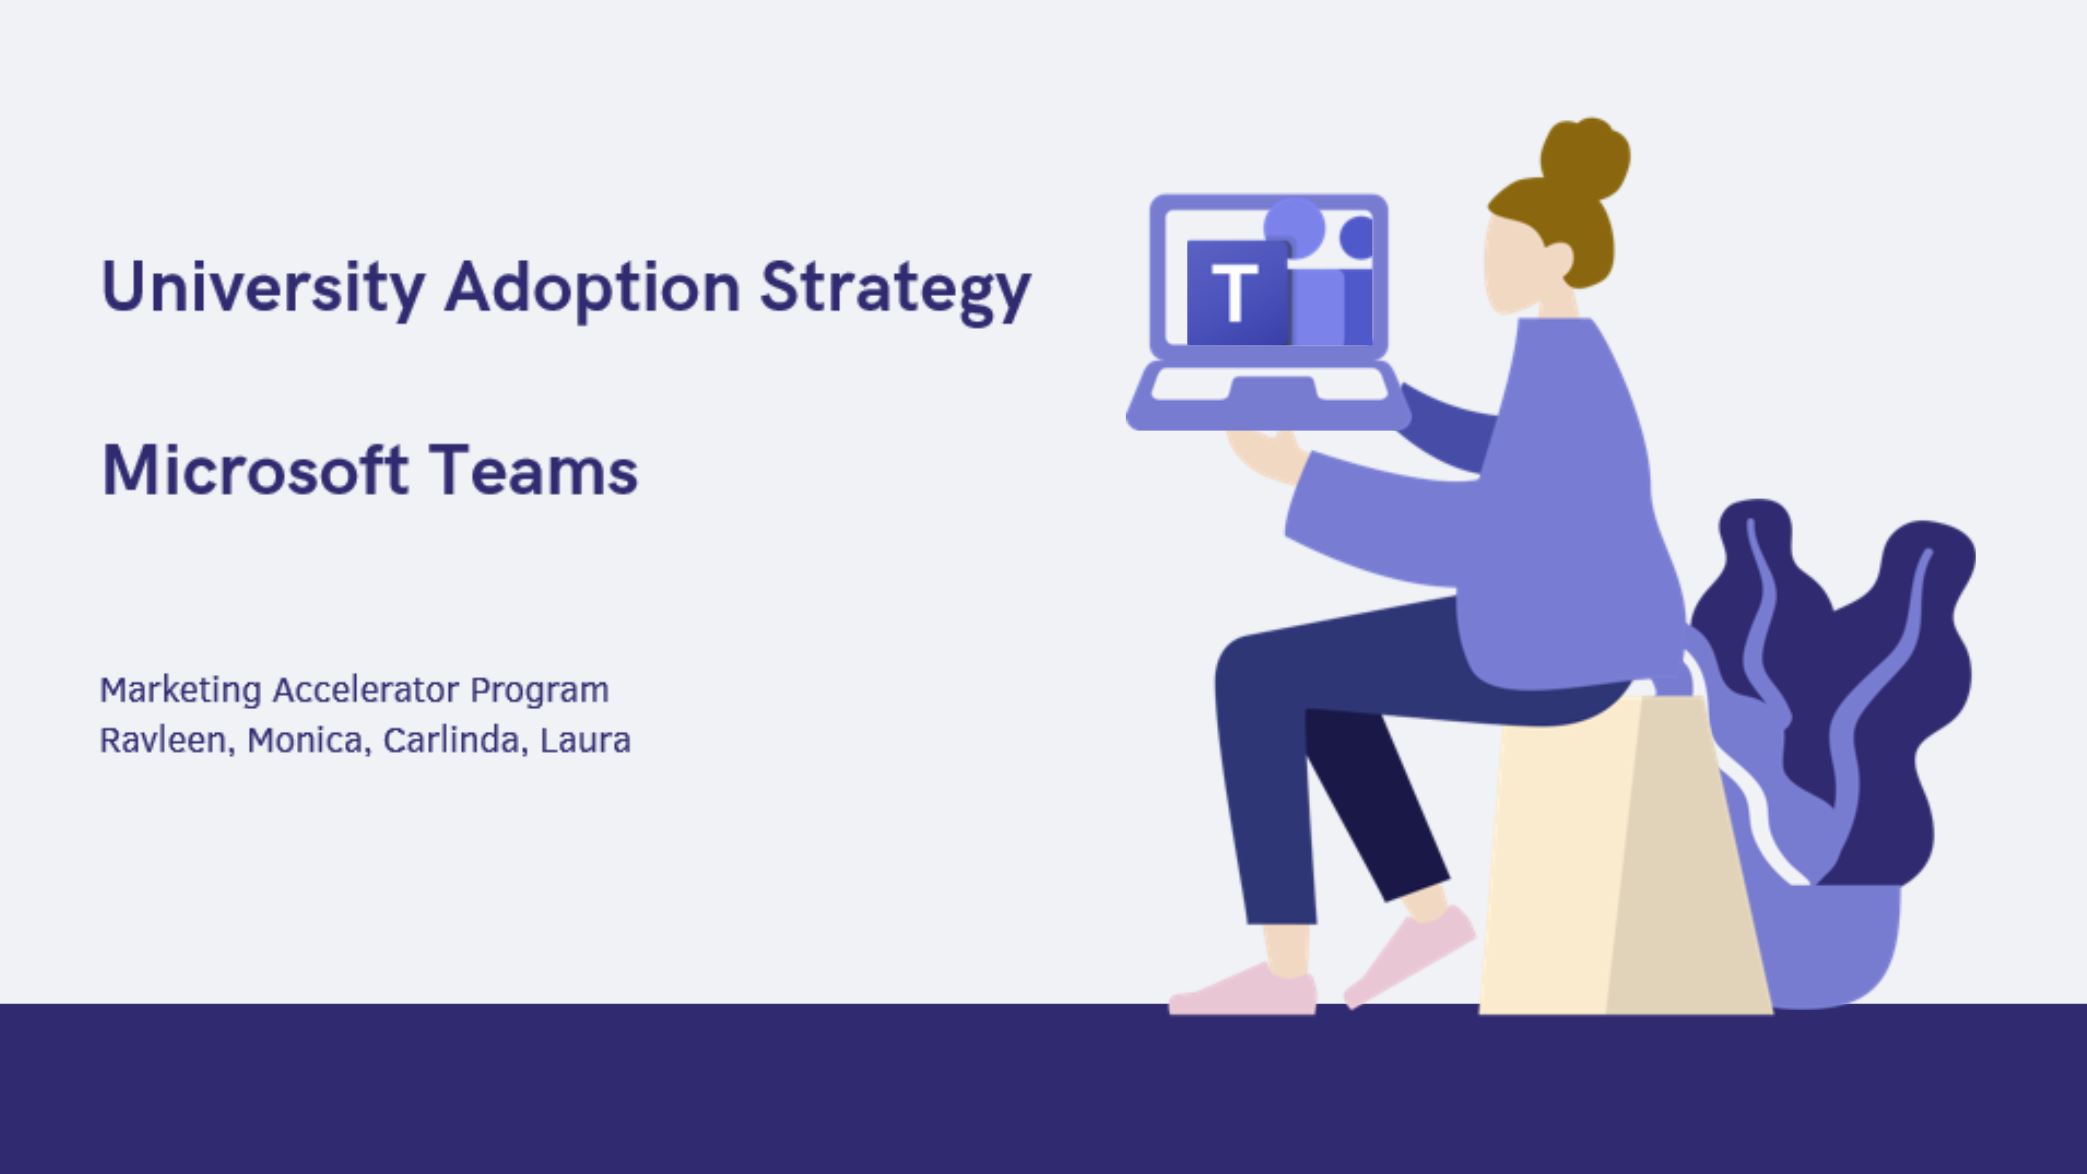 University Adoption Strategy
Microsoft Teams
Marketing Accelerator Program
Ravleen, Monica, Carlinda, Laura
T